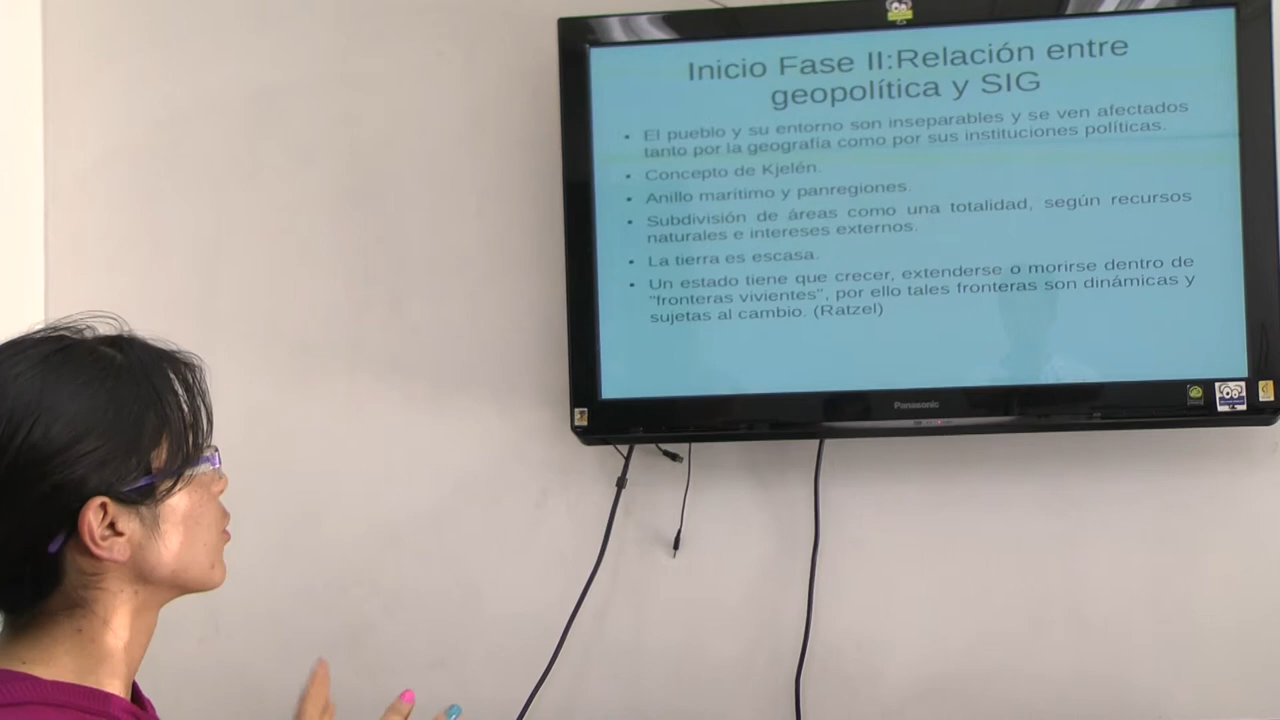 Inicio Fase II:Relación entre
geopolítica y SIG
• El pueblo y su entorno son inseparables y se ven afectados
tanto por la geografía como por sus instituciones políticas.
• Concepto de Kjelén.
• Anillo marítimo y panregiones.
• Subdivisión de áreas como una totalidad, según recursos
naturales e intereses externos.
• La tierra es escasa.
• Un estado tiene que crecer, extenderse o morirse dentro de
"fronteras vivientes", por ello tales fronteras son dinámicas y
sujetas al cambio. (Ratzel)
Panasonic